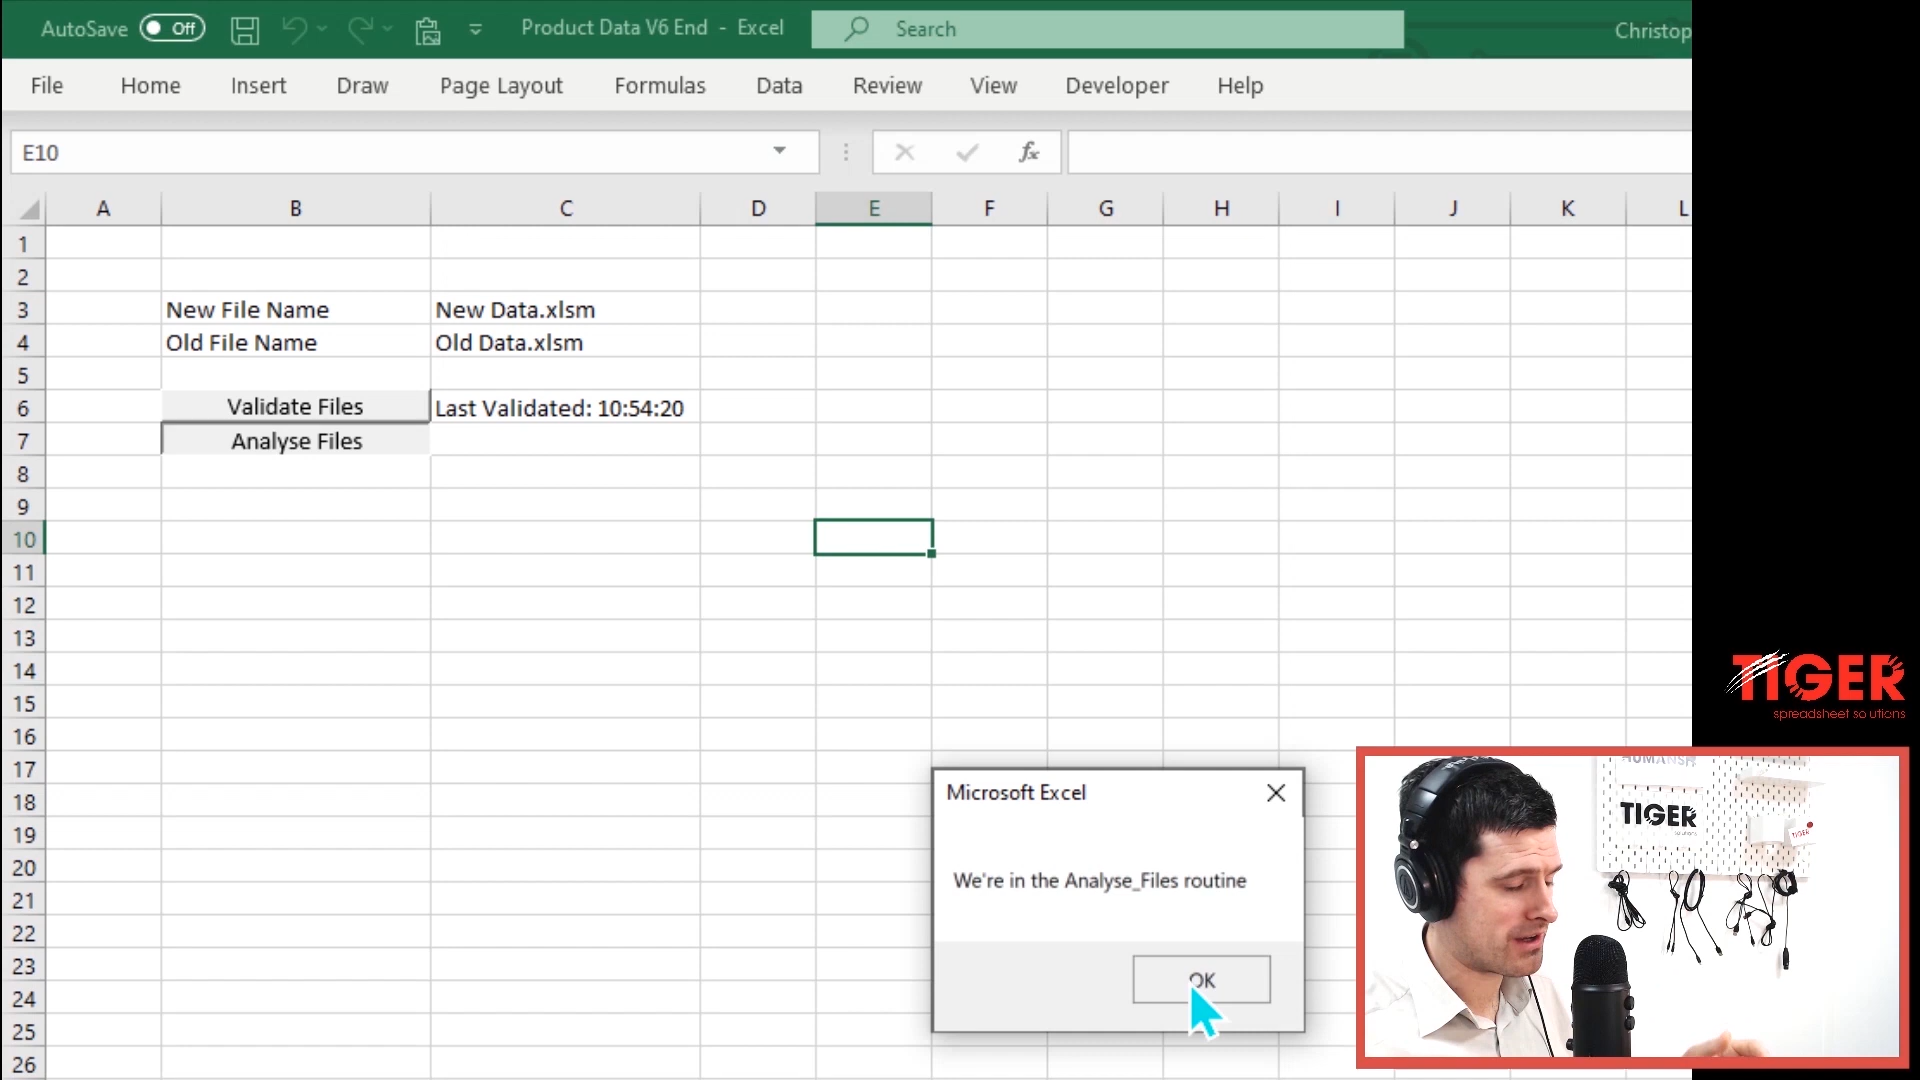 AutoSave Off Product Data V6 End - Excel Search Christop
File Home Insert Draw Page Layout Formulas Data Review View Developer Help
E10 fx
A B C D E F G H I J K L
1
2
3 New File Name New Data.xlsm
4 Old File Name Old Data.xlsm
5
6 Validate Files Last Validated: 10:54:20
7 Analyse Files
8
9
10
11
12
13
14
15
16
17
18
19
20
21
22
23
24
25
26
Microsoft Excel
We're in the Analyse_Files routine
OK
TIGER
spreadsheet solutions
TIGER
solutions
TIGER